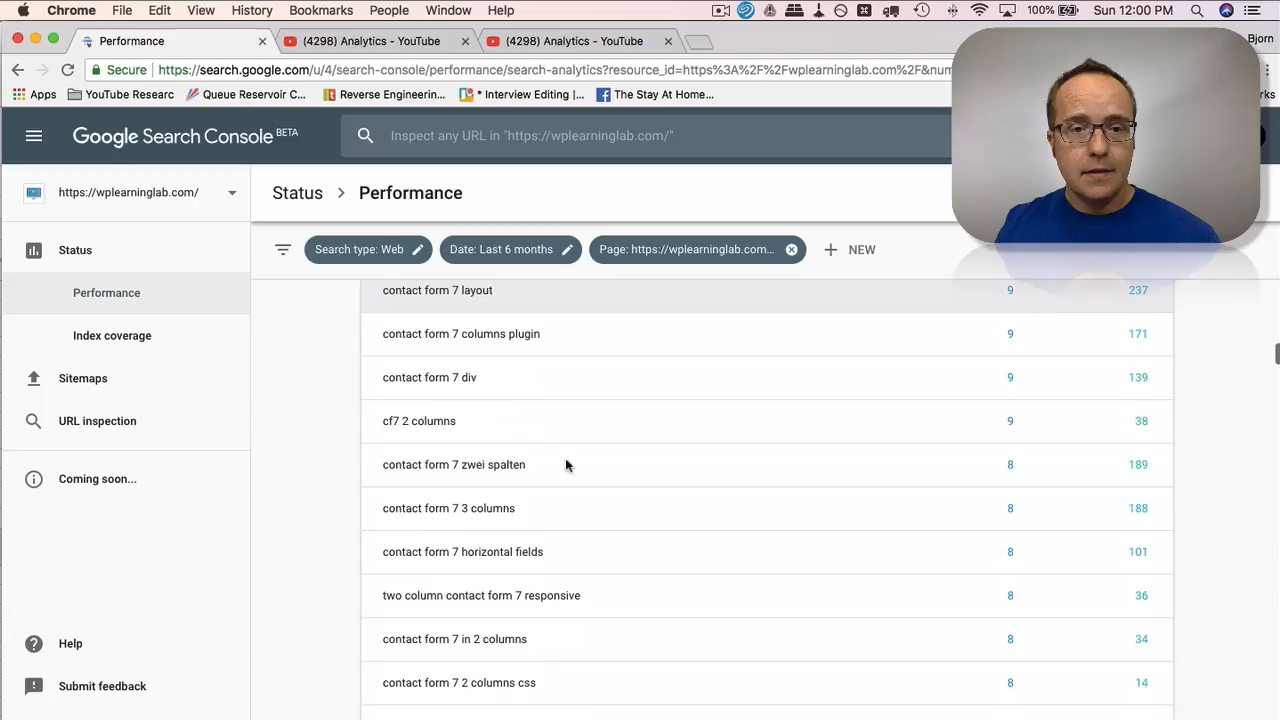 Chrome File Edit View History Bookmarks People Window Help 100% Sun 12:00 PM
Performance (4298) Analytics - YouTube (4298) Analytics - YouTube Bjorn
Secure https://search.google.com/u/4/search-console/performance/search-analytics?resource_id=https%3A%2F%2Fwplearninglab.com%2F&num
Apps YouTube Researc Queue Reservoir C... Reverse Engineerin... * Interview Editing |... The Stay At Home... rks
Google Search Console BETA Inspect any URL in "https://wplearninglab.com/"
https://wplearninglab.com/ Status > Performance
Status Search type: Web Date: Last 6 months Page: https://wplearninglab.com... + NEW
Performance
Index coverage
Sitemaps
URL inspection
Coming soon...
Help
Submit feedback
contact form 7 layout 9 237
contact form 7 columns plugin 9 171
contact form 7 div 9 139
cf7 2 columns 9 38
contact form 7 zwei spalten 8 189
contact form 7 3 columns 8 188
contact form 7 horizontal fields 8 101
two column contact form 7 responsive 8 36
contact form 7 in 2 columns 8 34
contact form 7 2 columns css 8 14